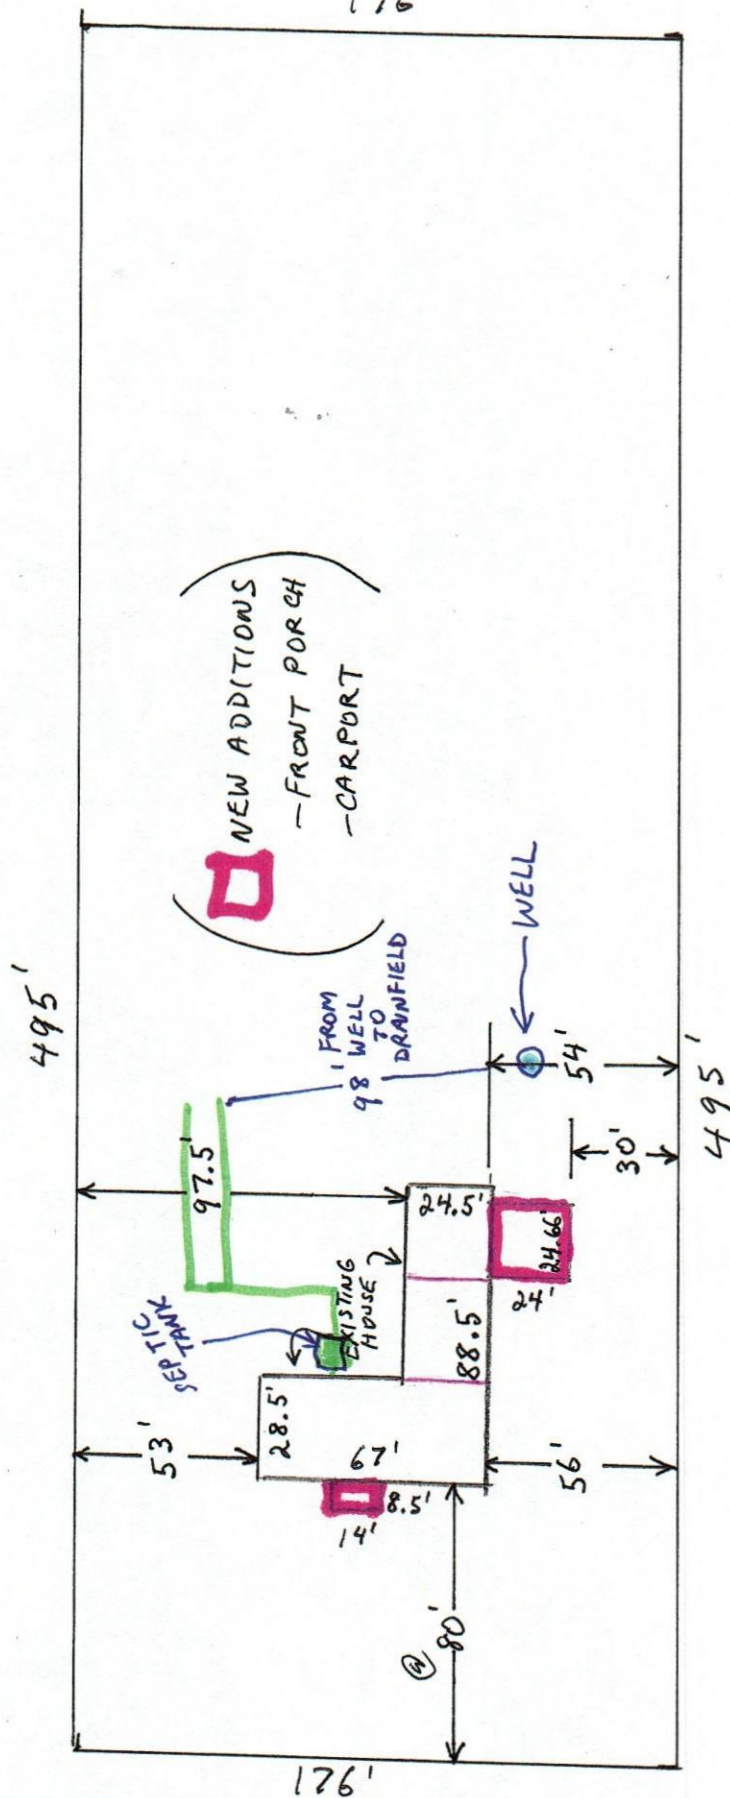 495'
176'
176'
53'
SEPTIC
TANK
97.5'
98' FROM
WELL
TO
DRAINFIELD
NEW ADDITIONS
-FRONT PORCH
-CARPORT
28.5'
EXISTING
HOUSE
67'
14'
8.5'
88.5'
24.5'
@
80'
24'
24.66'
WELL
56'
30'
54'
495'